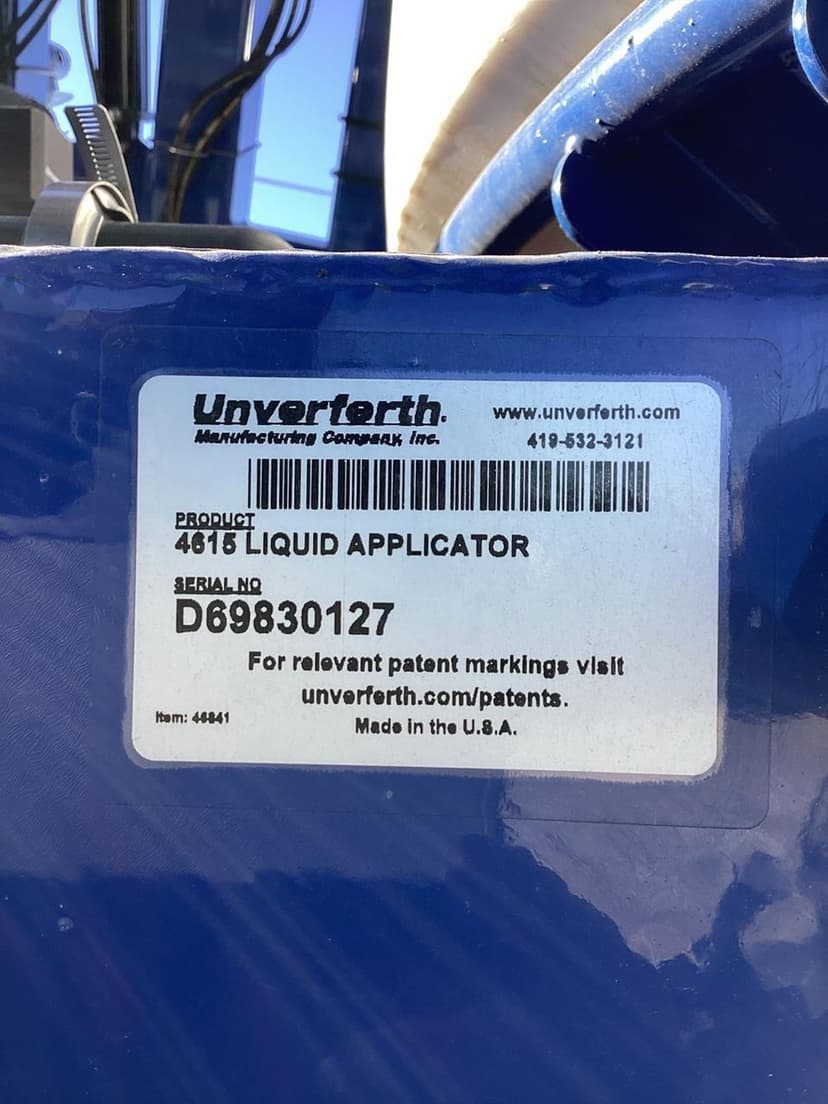 Unverferth.
Manufacturing Company, Inc.
www.unverferth.com
419-532-3121
PRODUCT
4615 LIQUID APPLICATOR
SERIAL NO
D69830127
For relevant patent markings visit
unverferth.com/patents.
Item: 46841
Made in the U.S.A.